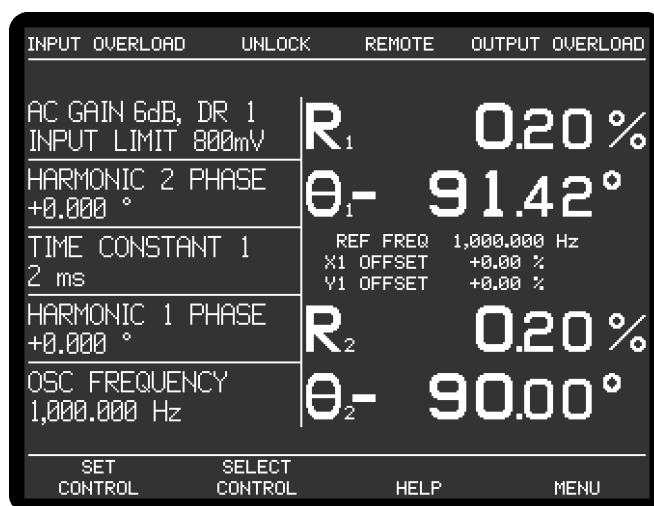 INPUT OVERLOAD UNLOCK REMOTE OUTPUT OVERLOAD
AC GAIN 6dB, DR 1
INPUT LIMIT 800mV
R1 0.20 %
HARMONIC 2 PHASE
+0.000 °
θ1- 91.42°
TIME CONSTANT 1
2 ms
REF FREQ 1,000.000 Hz
X1 OFFSET +0.00 %
Y1 OFFSET +0.00 %
HARMONIC 1 PHASE
+0.000 °
R2 0.20 %
OSC FREQUENCY
1,000.000 Hz
θ2- 90.00°
SET CONTROL
SELECT CONTROL
HELP
MENU